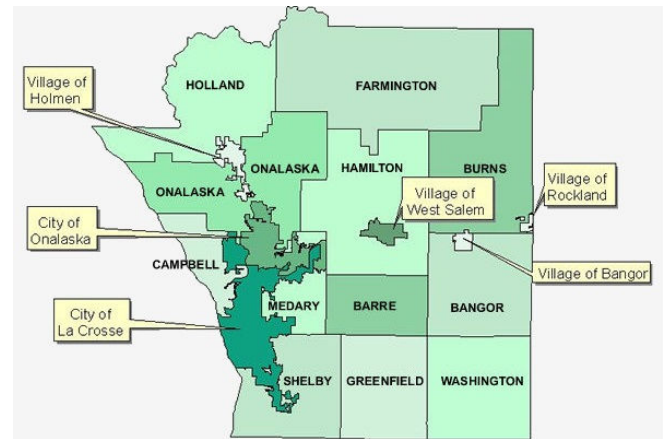 HOLLAND
FARMINGTON
Village of
Holmen
ONALASKA
HAMILTON
BURNS
ONALASKA
Village of
West Salem
Village of
Rockland
City of
Onalaska
CAMPBELL
Village of Bangor
City of
La Crosse
MEDARY
BARRE
BANGOR
SHELBY
GREENFIELD
WASHINGTON